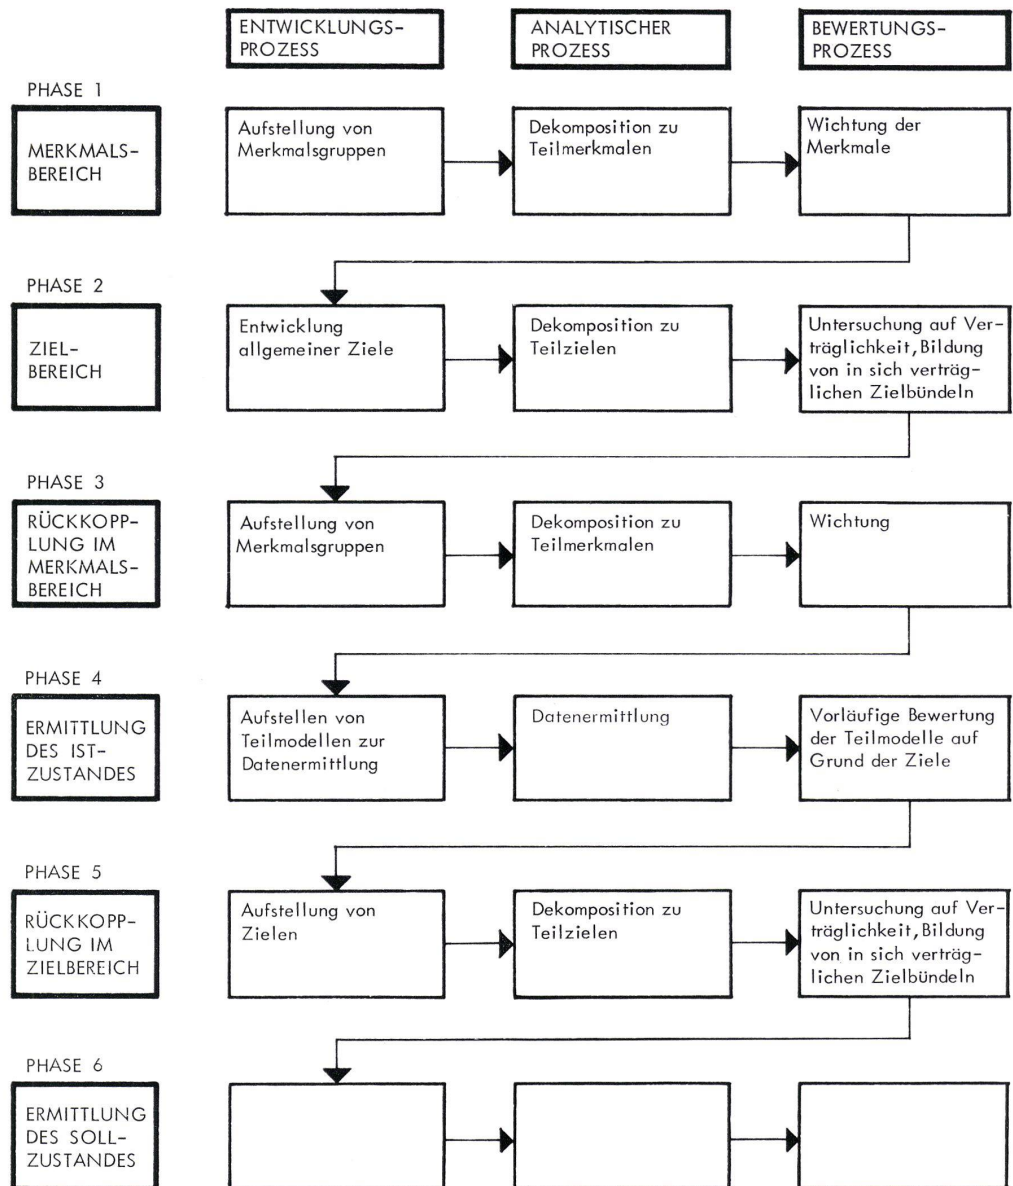 ENTWICKLUNGS-
PROZESS
ANALYTISCHER
PROZESS
BEWERTUNGS-
PROZESS
PHASE 1
MERKMALS-
BEREICH
Aufstellung von
Merkmalsgruppen
Dekomposition zu
Teilmerkmalen
Wichtung der
Merkmale
PHASE 2
ZIEL-
BEREICH
Entwicklung
allgemeiner Ziele
Dekomposition zu
Teilzielen
Untersuchung auf Ver-
träglichkeit, Bildung
von in sich verträg-
lichen Zielbündeln
PHASE 3
RÜCKKOPP-
LUNG IM
MERKMALS-
BEREICH
Aufstellung von
Merkmalsgruppen
Dekomposition zu
Teilmerkmalen
Wichtung
PHASE 4
ERMITTLUNG
DES IST-
ZUSTANDES
Aufstellen von
Teilmodellen zur
Datenermittlung
Datenermittlung
Vorläufige Bewertung
der Teilmodelle auf
Grund der Ziele
PHASE 5
RÜCKKOPP-
LUNG IM
ZIELBEREICH
Aufstellung von
Zielen
Dekomposition zu
Teilzielen
Untersuchung auf Ver-
träglichkeit, Bildung
von in sich verträg-
lichen Zielbündeln
PHASE 6
ERMITTLUNG
DES SOLL-
ZUSTANDES